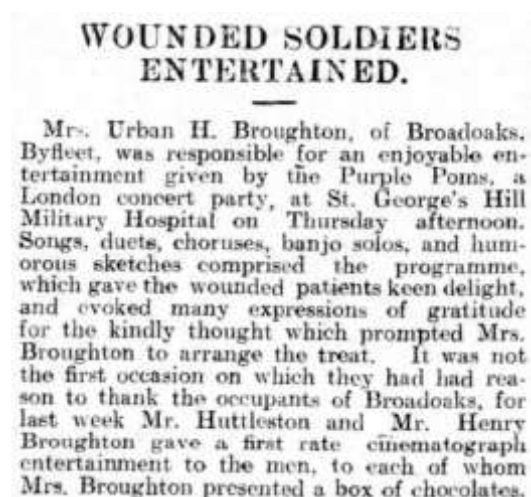 WOUNDED SOLDIERS
ENTERTAINED.
Mrs. Urban H. Broughton, of Broadoaks,
Byfleet, was responsible for an enjoyable en-
tertainment given by the Purple Poms, a
London concert party, at St. George's Hill
Military Hospital on Thursday afternoon.
Songs, duets, choruses, banjo solos, and hum-
orous sketches comprised the programme,
which gave the wounded patients keen delight,
and evoked many expressions of gratitude
for the kindly thought which prompted Mrs.
Broughton to arrange the treat. It was not
the first occasion on which they had had rea-
son to thank the occupants of Broadoaks, for
last week Mr. Huttleston and Mr. Henry
Broughton gave a first rate cinematograph
entertainment to the men, to each of whom
Mrs. Broughton presented a box of chocolates.